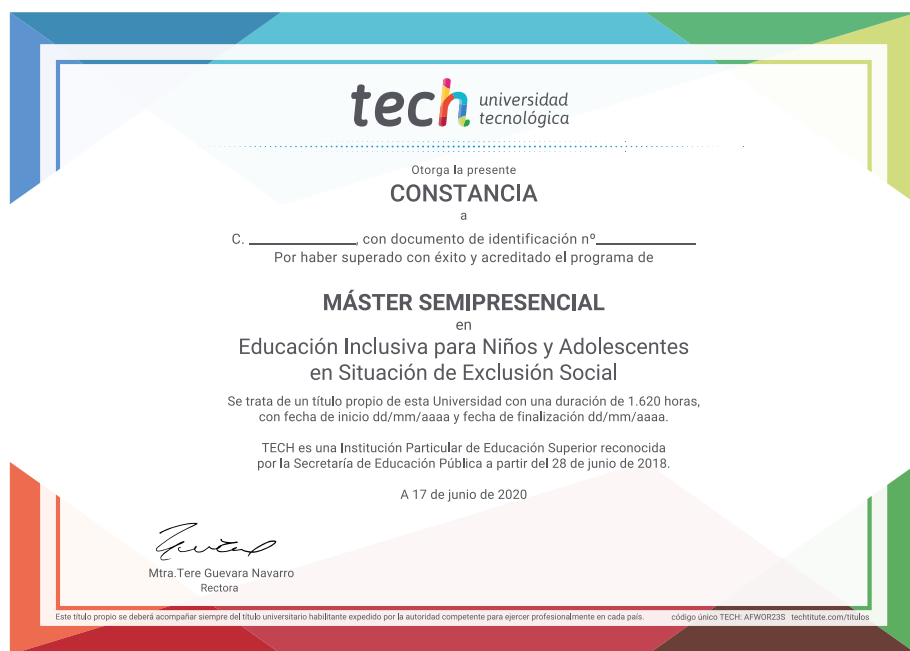 tech universidad
tecnológica
Otorga la presente
CONSTANCIA
a
C. ____________, con documento de identificación nº____________
Por haber superado con éxito y acreditado el programa de
MÁSTER SEMIPRESENCIAL
en
Educación Inclusiva para Niños y Adolescentes
en Situación de Exclusión Social
Se trata de un título propio de esta Universidad con una duración de 1.620 horas,
con fecha de inicio dd/mm/aaaa y fecha de finalización dd/mm/aaaa.
TECH es una Institución Particular de Educación Superior reconocida
por la Secretaría de Educación Pública a partir del 28 de junio de 2018.
A 17 de junio de 2020
Mtra.Tere Guevara Navarro
Rectora
Este título propio se deberá acompañar siempre del título universitario habilitante expedido por la autoridad competente para ejercer profesionalmente en cada país. código único TECH: AFWOR23S techtitute.com/titulos